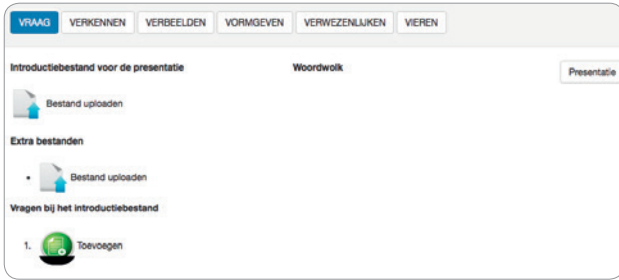 VRAAG VERKENNEN VERBEELDEN VORMGEVEN VERWEZENLIJKEN VIEREN
Introductiebestand voor de presentatie Woordwolk Presentatie
Bestand uploaden
Extra bestanden
• Bestand uploaden
Vragen bij het introductiebestand
1. Toevoegen